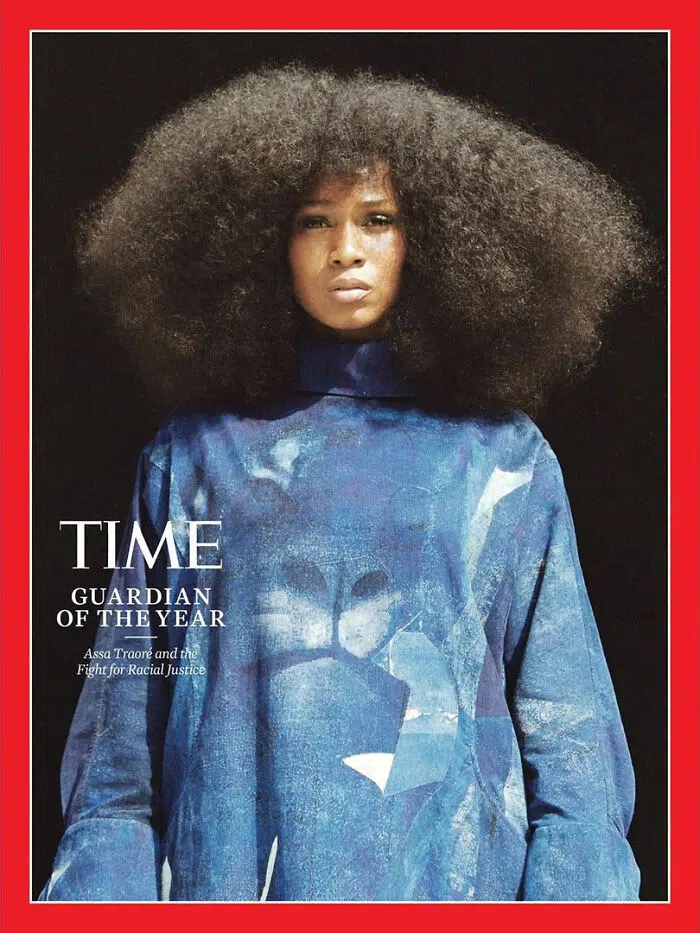 TIME
GUARDIAN
OF THE YEAR
Assa Traoré and the
Fight for Racial Justice